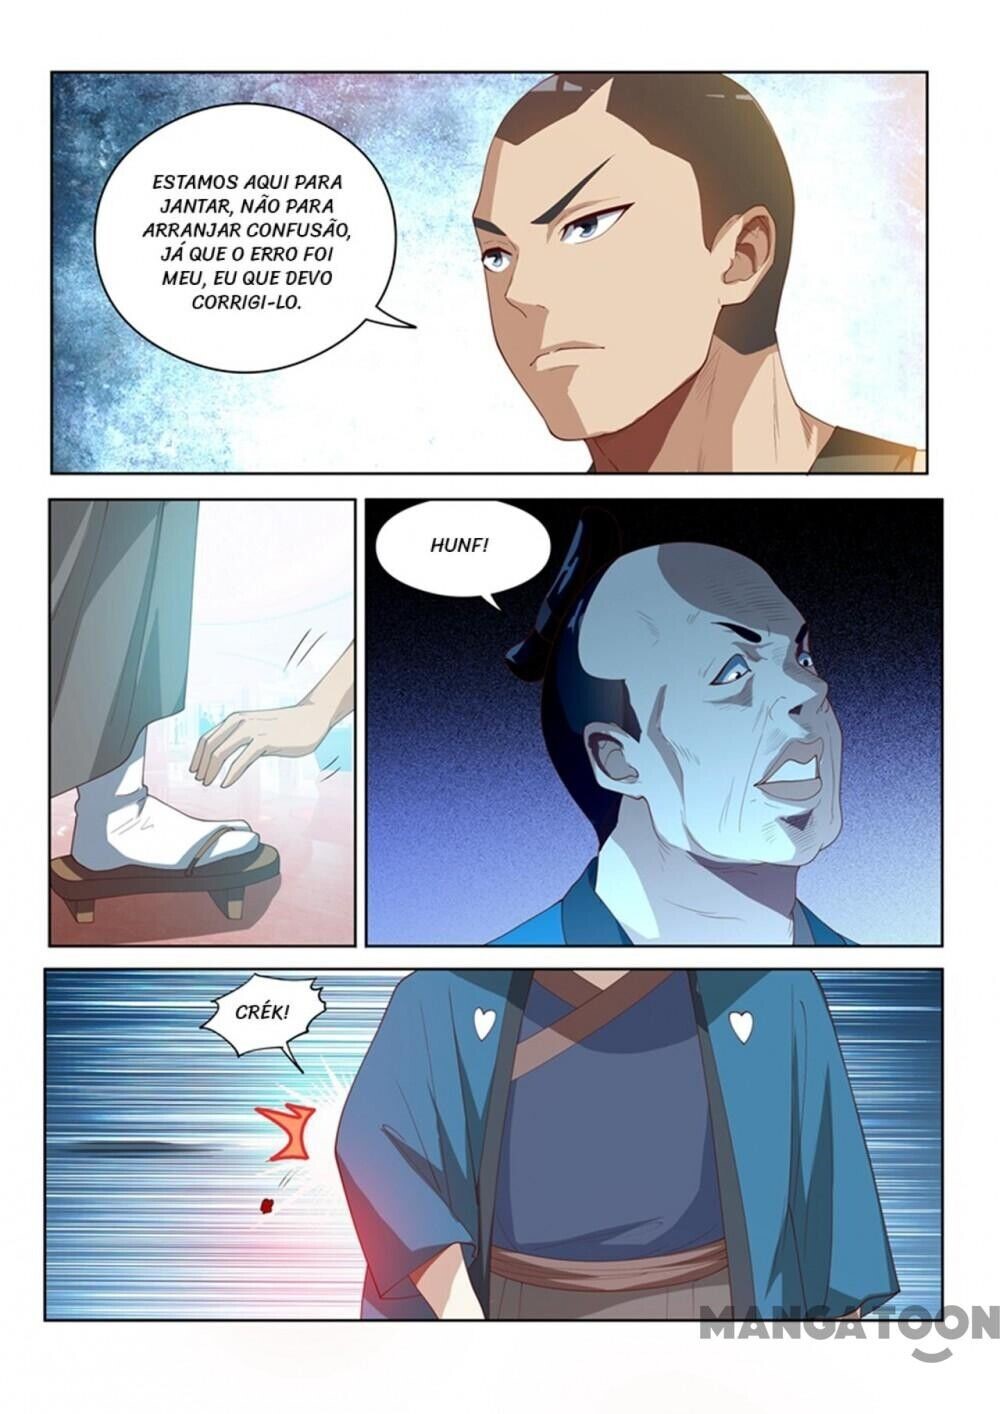 ESTAMOS AQUI PARA
JANTAR, NÃO PARA
ARRANJAR CONFUSÃO,
JÁ QUE O ERRO FOI
MEU, EU QUE DEVO
CORRIGI-LO.
HUNF!
CRÉK!
MANGATOON